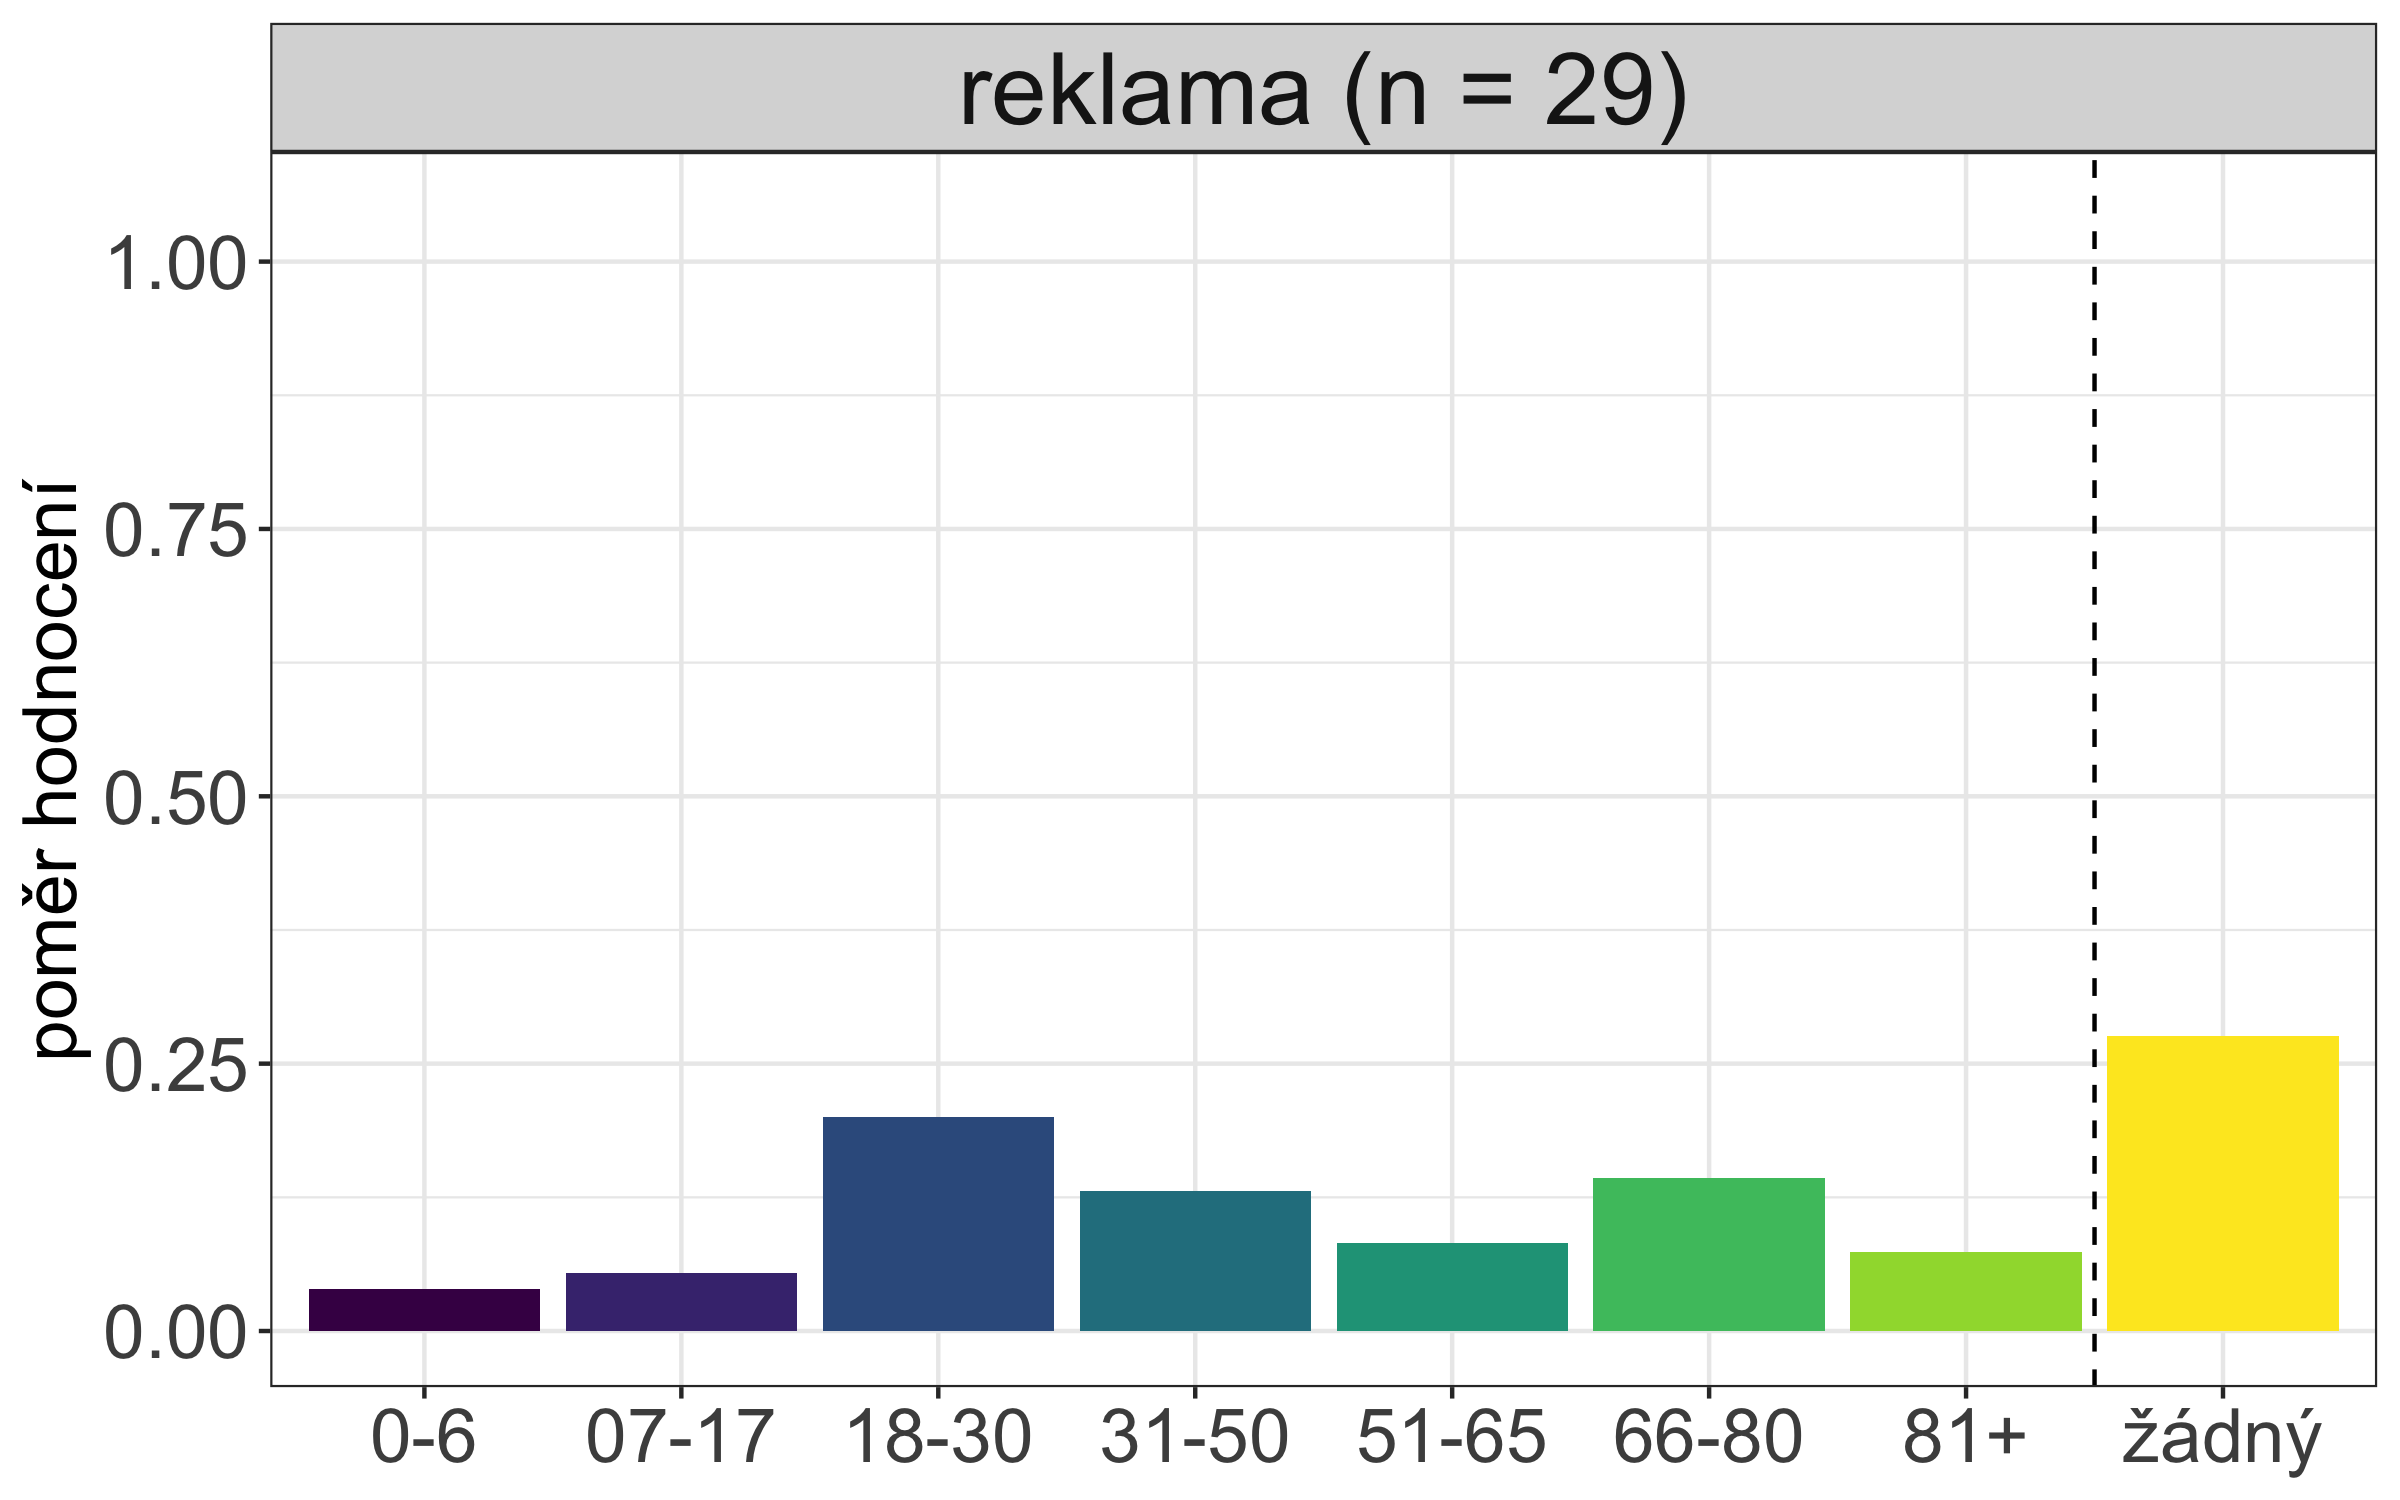 reklama (n = 29)
poměr hodnocení
1.00
0.75
0.50
0.25
0.00
0-6 07-17 18-30 31-50 51-65 66-80 81+ žádný